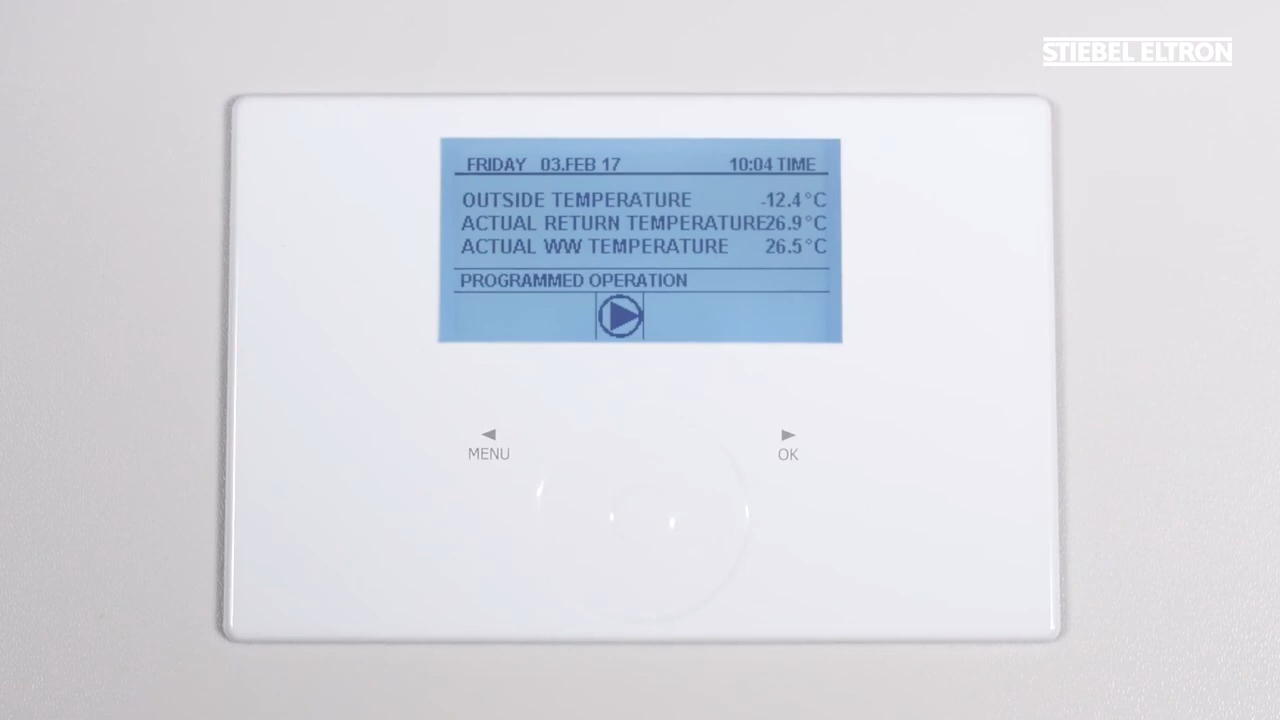 STIEBEL ELTRON
FRIDAY 03.FEB 17 10:04 TIME
OUTSIDE TEMPERATURE -12.4°C
ACTUAL RETURN TEMPERATURE26.9°C
ACTUAL WW TEMPERATURE 26.5°C
PROGRAMMED OPERATION
MENU OK